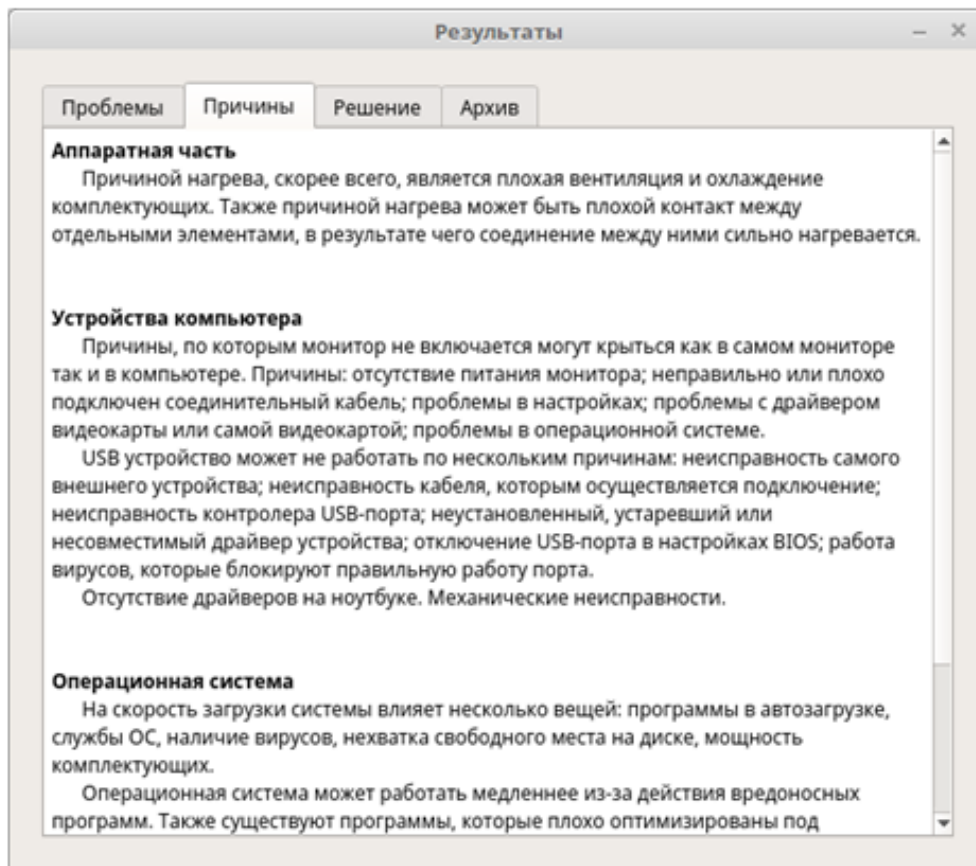 Результаты
Проблемы Причины Решение Архив
Аппаратная часть
Причиной нагрева, скорее всего, является плохая вентиляция и охлаждение
комплектующих. Также причиной нагрева может быть плохой контакт между
отдельными элементами, в результате чего соединение между ними сильно нагревается.
Устройства компьютера
Причины, по которым монитор не включается могут крыться как в самом мониторе
так и в компьютере. Причины: отсутствие питания монитора; неправильно или плохо
подключен соединительный кабель; проблемы в настройках; проблемы с драйвером
видеокарты или самой видеокартой; проблемы в операционной системе.
USB устройство может не работать по нескольким причинам: неисправность самого
внешнего устройства; неисправность кабеля, которым осуществляется подключение;
неисправность контролера USB-порта; неустановленный, устаревший или
несовместимый драйвер устройства; отключение USB-порта в настройках BIOS; работа
вирусов, которые блокируют правильную работу порта.
Отсутствие драйверов на ноутбуке. Механические неисправности.
Операционная система
На скорость загрузки системы влияет несколько вещей: программы в автозагрузке,
службы ОС, наличие вирусов, нехватка свободного места на диске, мощность
комплектующих.
Операционная система может работать медленнее из-за действия вредоносных
программ. Также существуют программы, которые плохо оптимизированы под